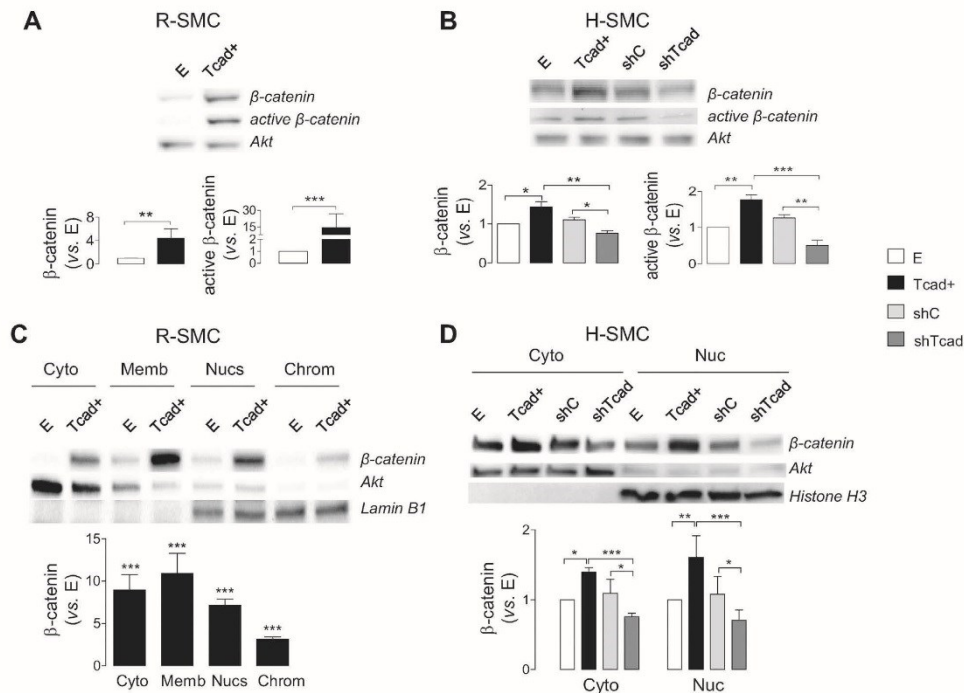 A
R-SMC
E Tcad+
β-catenin
active β-catenin
Akt
β-catenin
(vs. E)
8
4
0
**
active β-catenin
(vs. E)
30
15
2
1
0
***
B
H-SMC
E Tcad+ shC shTcad
β-catenin
active β-catenin
Akt
β-catenin
(vs. E)
2
1
0
* ** *
active β-catenin
(vs. E)
2
1
0
** *** **
E
Tcad+
shC
shTcad
C
R-SMC
Cyto Memb Nucs Chrom
E Tcad+ E Tcad+ E Tcad+ E Tcad+
β-catenin
Akt
Lamin B1
β-catenin
(vs. E)
15
10
5
0
*** *** *** ***
Cyto Memb Nucs Chrom
D
H-SMC
Cyto Nuc
E Tcad+ shC shTcad E Tcad+ shC shTcad
β-catenin
Akt
Histone H3
β-catenin
(vs. E)
2
1
0
* *** * ** *** *
Cyto Nuc